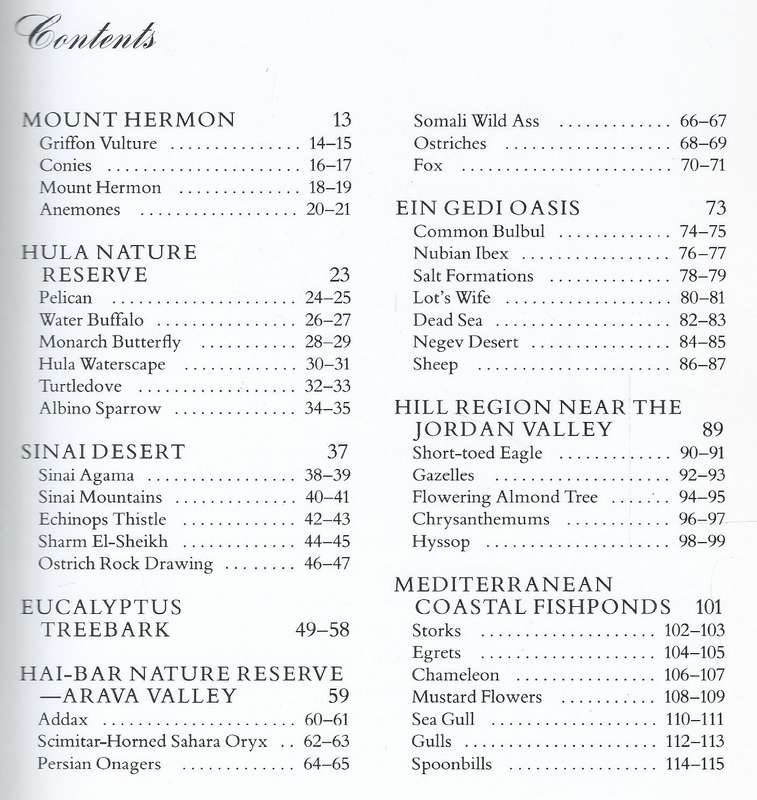 Contents
MOUNT HERMON 13
Griffon Vulture . . . . . . . . . . . . . . . 14–15
Conies . . . . . . . . . . . . . . . . . . . . . . 16–17
Mount Hermon . . . . . . . . . . . . . . 18–19
Anemones . . . . . . . . . . . . . . . . . . 20–21
HULA NATURE
RESERVE 23
Pelican . . . . . . . . . . . . . . . . . . . . . 24–25
Water Buffalo . . . . . . . . . . . . . . . . 26–27
Monarch Butterfly . . . . . . . . . . . 28–29
Hula Waterscape . . . . . . . . . . . . . 30–31
Turtledove . . . . . . . . . . . . . . . . . . 32–33
Albino Sparrow . . . . . . . . . . . . . . 34–35
SINAI DESERT 37
Sinai Agama . . . . . . . . . . . . . . . . . 38–39
Sinai Mountains . . . . . . . . . . . . . . 40–41
Echinops Thistle . . . . . . . . . . . . . 42–43
Sharm El-Sheikh . . . . . . . . . . . . . 44–45
Ostrich Rock Drawing . . . . . . . . 46–47
EUCALYPTUS
TREEBARK 49–58
HAI-BAR NATURE RESERVE
—ARAVA VALLEY 59
Addax . . . . . . . . . . . . . . . . . . . . . . 60–61
Scimitar-Horned Sahara Oryx . . 62–63
Persian Onagers . . . . . . . . . . . . . 64–65
Somali Wild Ass . . . . . . . . . . . . . 66–67
Ostriches . . . . . . . . . . . . . . . . . . . 68–69
Fox . . . . . . . . . . . . . . . . . . . . . . . . 70–71
EIN GEDI OASIS 73
Common Bulbul . . . . . . . . . . . . . 74–75
Nubian Ibex . . . . . . . . . . . . . . . . . 76–77
Salt Formations . . . . . . . . . . . . . . 78–79
Lot's Wife . . . . . . . . . . . . . . . . . . . 80–81
Dead Sea . . . . . . . . . . . . . . . . . . . . 82–83
Negev Desert . . . . . . . . . . . . . . . . 84–85
Sheep . . . . . . . . . . . . . . . . . . . . . . 86–87
HILL REGION NEAR THE
JORDAN VALLEY 89
Short-toed Eagle . . . . . . . . . . . . . 90–91
Gazelles . . . . . . . . . . . . . . . . . . . . 92–93
Flowering Almond Tree . . . . . . . 94–95
Chrysanthemums . . . . . . . . . . . . 96–97
Hyssop . . . . . . . . . . . . . . . . . . . . . 98–99
MEDITERRANEAN
COASTAL FISHPONDS 101
Storks . . . . . . . . . . . . . . . . . . . . 102–103
Egrets . . . . . . . . . . . . . . . . . . . . 104–105
Chameleon . . . . . . . . . . . . . . . . 106–107
Mustard Flowers . . . . . . . . . . . 108–109
Sea Gull . . . . . . . . . . . . . . . . . . . 110–111
Gulls . . . . . . . . . . . . . . . . . . . . . . 112–113
Spoonbills . . . . . . . . . . . . . . . . . 114–115